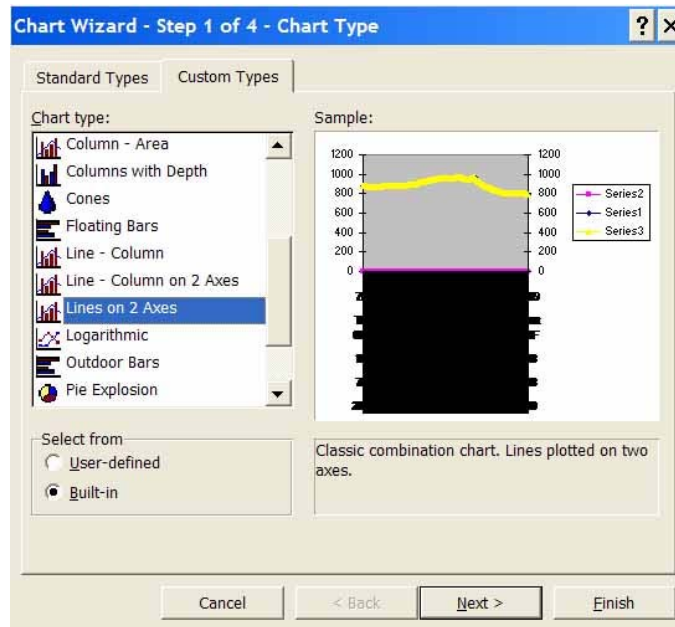 Chart Wizard - Step 1 of 4 - Chart Type
Standard Types
Custom Types
Chart type:
Column - Area
Columns with Depth
Cones
Floating Bars
Line - Column
Line - Column on 2 Axes
Lines on 2 Axes
Logarithmic
Outdoor Bars
Pie Explosion
Select from
User-defined
Built-in
Sample:
1200 1200
1000 1000
800 800
600 600
400 400
200 200
0 0
Series2
Series1
Series3
Classic combination chart. Lines plotted on two
axes.
Cancel
< Back
Next >
Finish